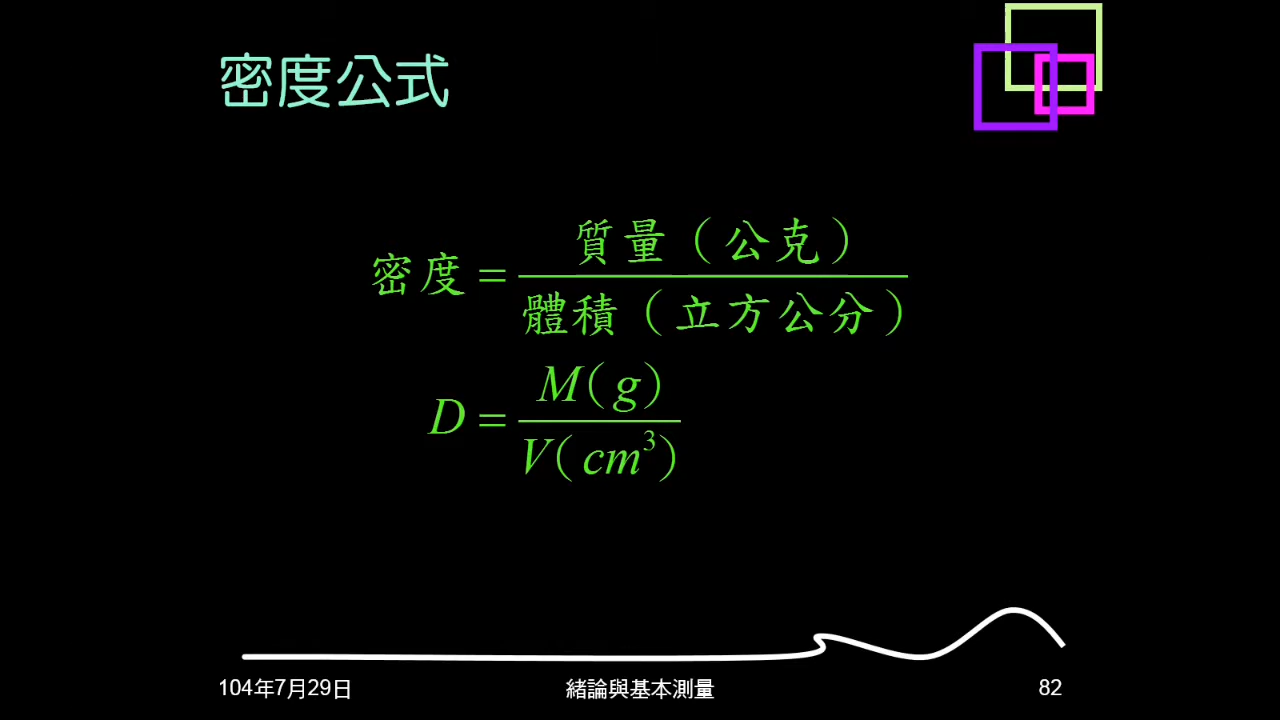 密度公式
密度=質量（公克）/體積（立方公分）
D=M(g)/V(cm³)
104年7月29日
緒論與基本測量
82